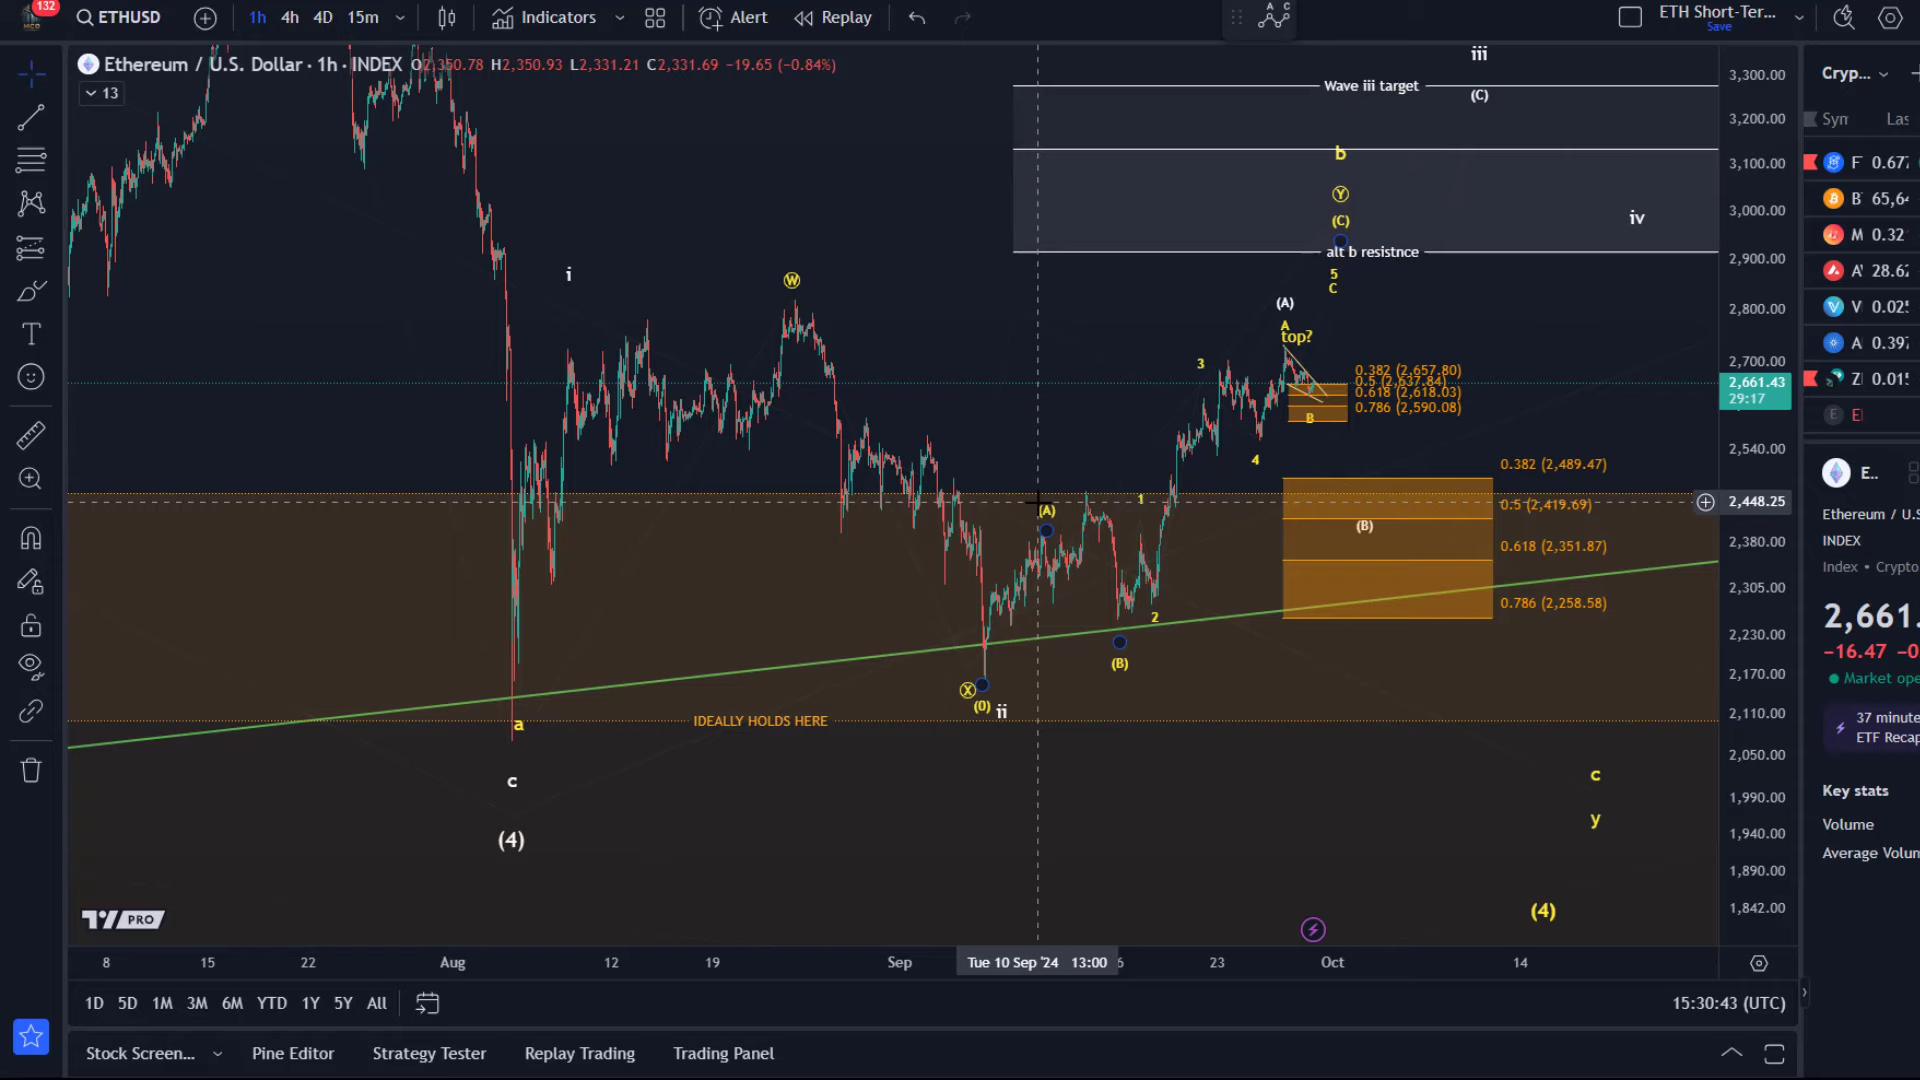 132
MCO
ETHUSD
1h 4h 4D 15m
Indicators
Alert
Replay
A C
ETH Short-Ter...
Save
Ethereum / U.S. Dollar · 1h · INDEX O2,350.78 H2,350.93 L2,331.21 C2,331.69 −19.65 (−0.84%)
13
iii
Wave iii target
(C)
b
Y
(C)
iv
alt b resistnce
5
C
i
W
(A)
A
top?
3
0.382 (2,657.80)
0.5 (2,637.84)
0.618 (2,618.03)
0.786 (2,590.08)
B
4
0.382 (2,489.47)
1
0.5 (2,419.69)
(A)
(B)
0.618 (2,351.87)
0.786 (2,258.58)
2
(B)
X
(0)
ii
IDEALLY HOLDS HERE
a
c
c
y
(4)
(4)
PRO
3,300.00
3,200.00
3,100.00
3,000.00
2,900.00
2,800.00
2,700.00
2,661.43
29:17
2,540.00
2,448.25
2,380.00
2,305.00
2,230.00
2,170.00
2,110.00
2,050.00
1,990.00
1,940.00
1,890.00
1,842.00
8 15 22 Aug 12 19 Sep Tue 10 Sep '24 13:00 6 23 Oct 14
1D 5D 1M 3M 6M YTD 1Y 5Y All
15:30:43 (UTC)
Stock Screen... Pine Editor Strategy Tester Replay Trading Trading Panel
Cryp...
Syn Las
F 0.677
B 65,64
M 0.32
A 28.62
V 0.025
A 0.397
Z 0.015
E E
E..
Ethereum / U.S
INDEX
Index • Crypto
2,661.
−16.47 −0
Market ope
37 minute
ETF Recap
Key stats
Volume
Average Volum